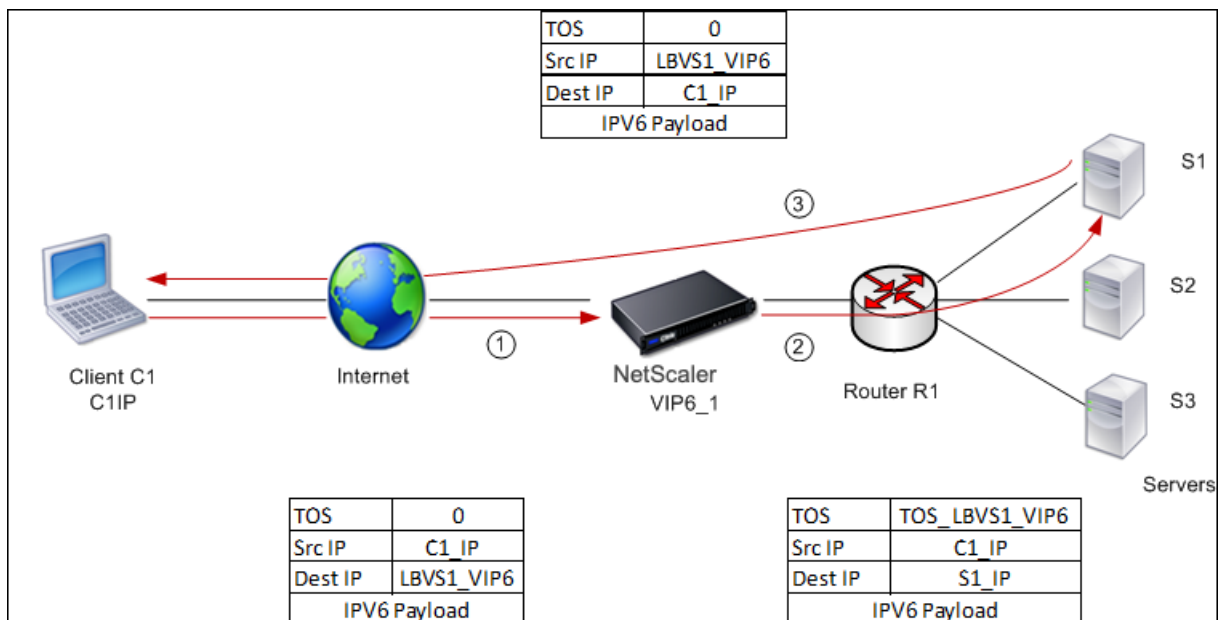 TOS 0
Src IP LBVS1_VIP6
Dest IP C1_IP
IPV6 Payload
S1
3
S2
1
2
Client C1
C1IP
Internet
NetScaler
VIP6_1
Router R1
S3
Servers
TOS 0
Src IP C1_IP
Dest IP LBVS1_VIP6
IPV6 Payload
TOS TOS_LBVS1_VIP6
Src IP C1_IP
Dest IP S1_IP
IPV6 Payload